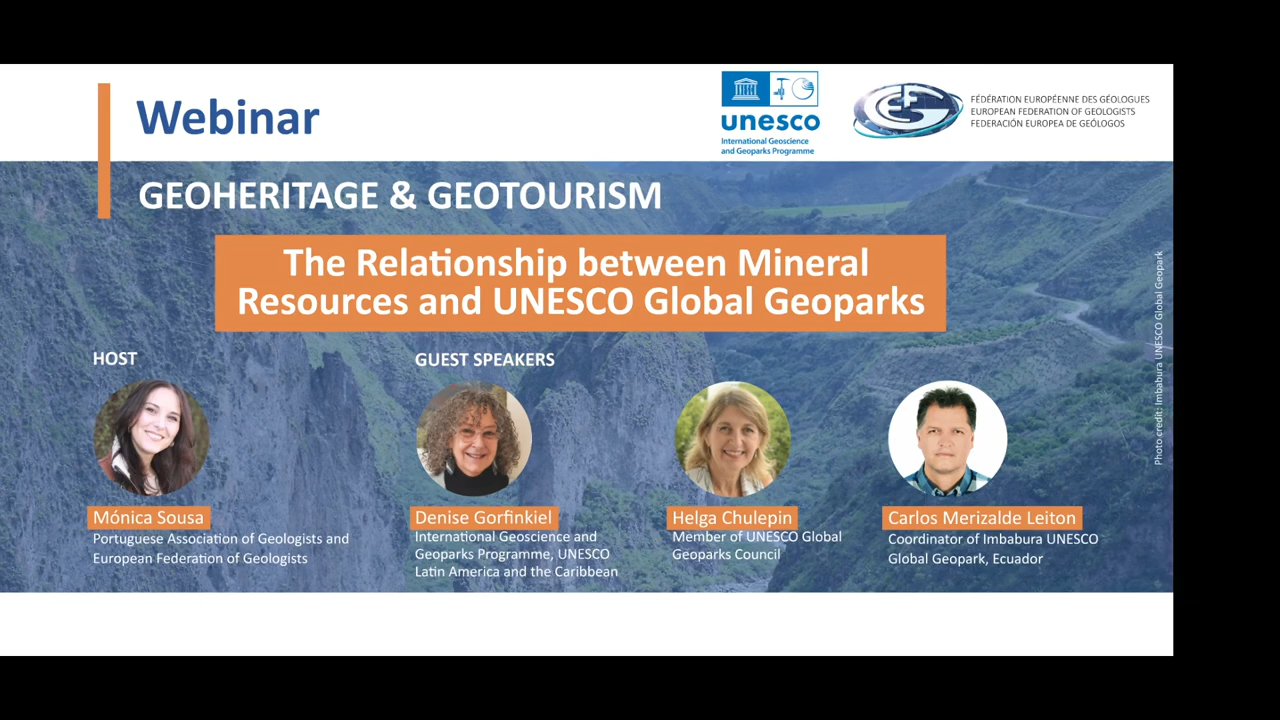 Webinar
unesco
International Geoscience
and Geoparks Programme
FÉDÉRATION EUROPÉENNE DES GÉOLOGUES
EUROPEAN FEDERATION OF GEOLOGISTS
FEDERACIÓN EUROPEA DE GEÓLOGOS
GEOHERITAGE & GEOTOURISM
The Relationship between Mineral
Resources and UNESCO Global Geoparks
HOST
GUEST SPEAKERS
Mónica Sousa
Portuguese Association of Geologists and
European Federation of Geologists
Denise Gorfinkiel
International Geoscience and
Geoparks Programme, UNESCO
Latin America and the Caribbean
Helga Chulepin
Member of UNESCO Global
Geoparks Council
Carlos Merizalde Leiton
Coordinator of Imbabura UNESCO
Global Geopark, Ecuador
Photo credit: Imbabura UNESCO Global Geopark